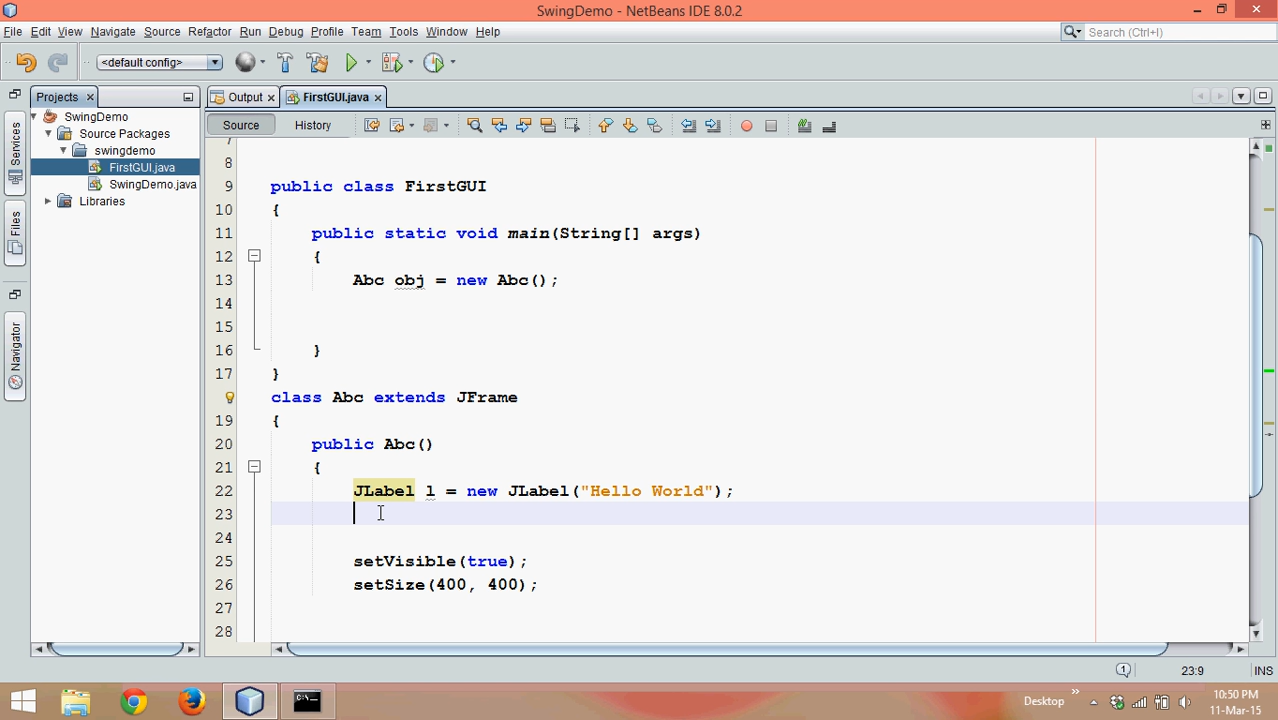 SwingDemo - NetBeans IDE 8.0.2
File Edit View Navigate Source Refactor Run Debug Profile Team Tools Window Help
Search (Ctrl+I)
<default config>
Projects
Output
FirstGUI.java
Services
Files
Navigator
SwingDemo
Source Packages
swingdemo
FirstGUI.java
SwingDemo.java
Libraries
Source History
7
8
9 public class FirstGUI
10 {
11 public static void main(String[] args)
12 {
13 Abc obj = new Abc();
14
15
16 }
17 }
class Abc extends JFrame
19 {
20 public Abc()
21 {
22 JLabel l = new JLabel("Hello World");
23
24
25 setVisible(true);
26 setSize(400, 400);
27
28
1
23:9
INS
C:\
Desktop
10:50 PM
11-Mar-15